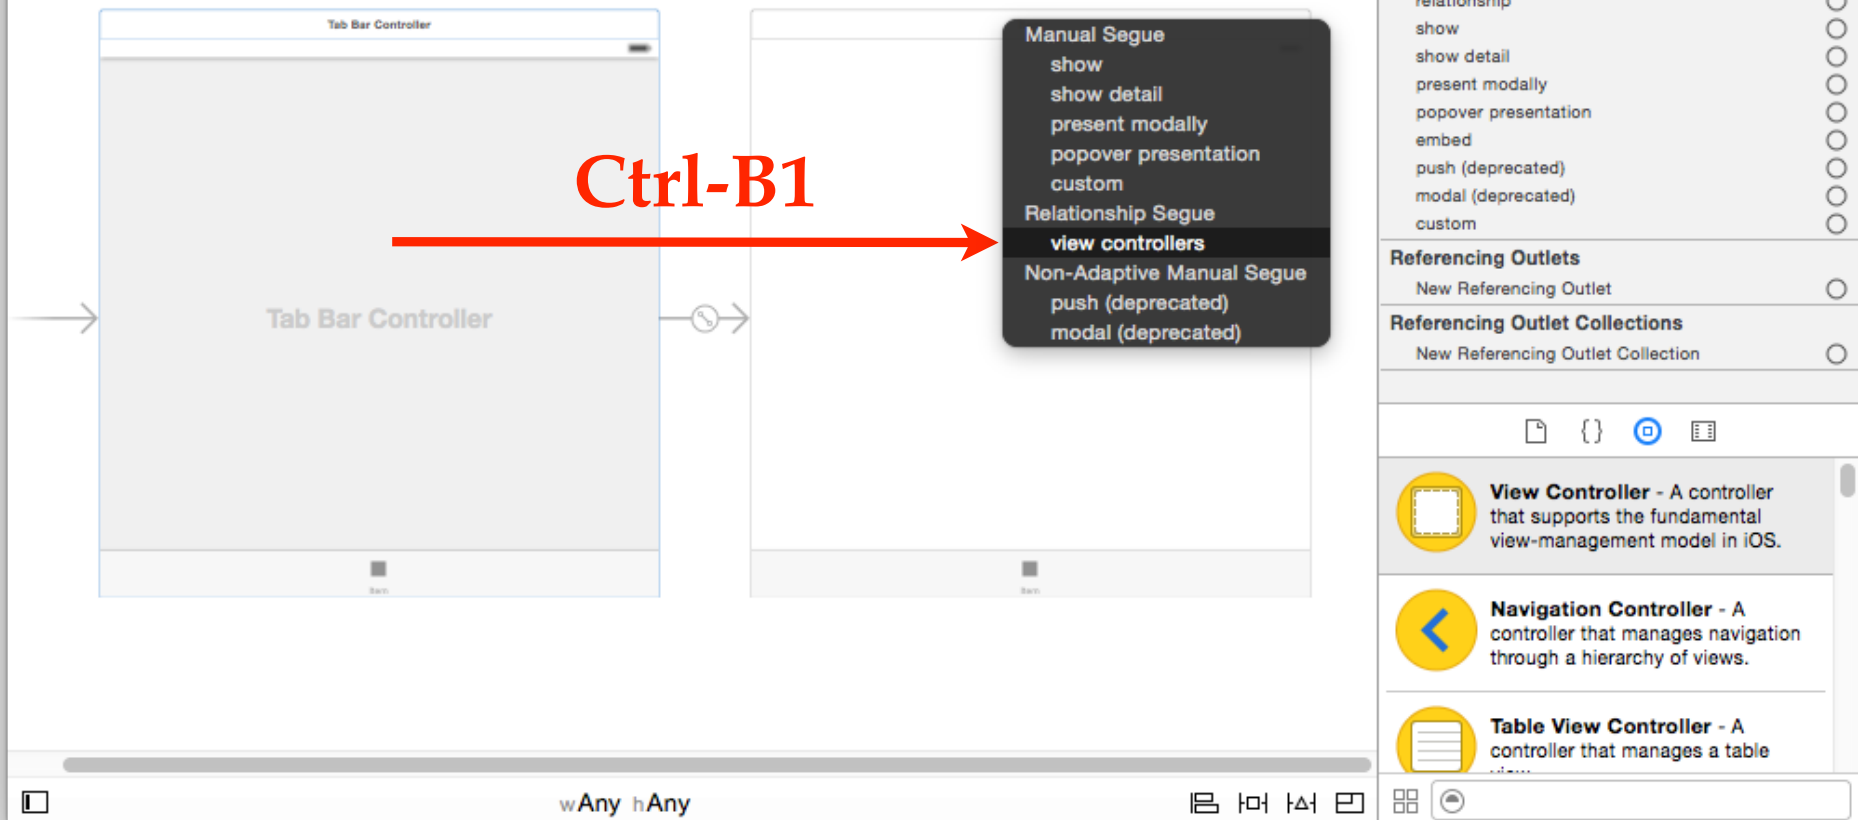 Tab Bar Controller
Tab Bar Controller
Item
Ctrl-B1
Item
Manual Segue
show
show detail
present modally
popover presentation
custom
Relationship Segue
view controllers
Non-Adaptive Manual Segue
push (deprecated)
modal (deprecated)
wAny hAny
relationship
show
show detail
present modally
popover presentation
embed
push (deprecated)
modal (deprecated)
custom
Referencing Outlets
New Referencing Outlet
Referencing Outlet Collections
New Referencing Outlet Collection
View Controller - A controller
that supports the fundamental
view-management model in iOS.
Navigation Controller - A
controller that manages navigation
through a hierarchy of views.
Table View Controller - A
controller that manages a table